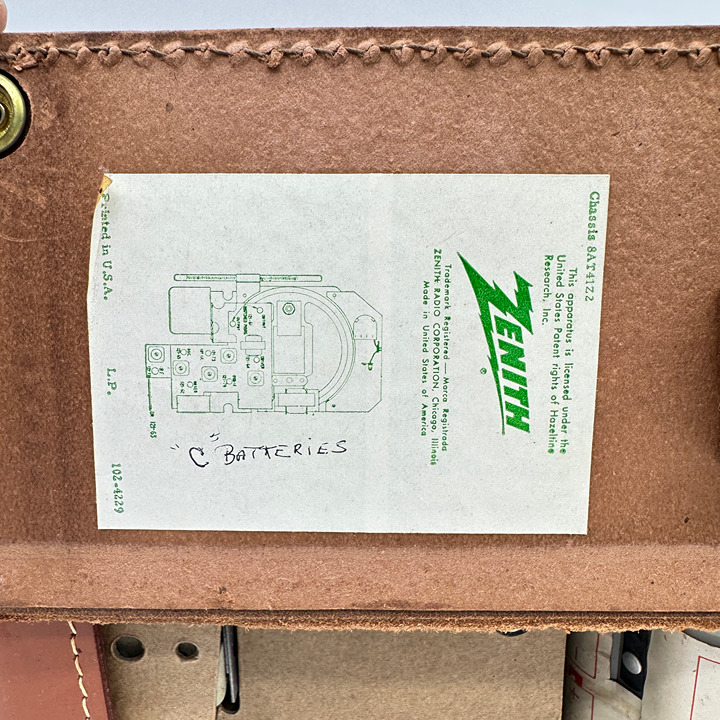 Chassis 8AT41Z2
This apparatus is licensed under the
United States Patent rights of Hazeltine
Research, Inc.
ZENITH
®
Trademark Registered — Marca Registrada
ZENITH RADIO CORPORATION, Chicago, Illinois
Made in United States of America
"C" BATTERIES
Printed in U.S.A.
L.P.
102-4229